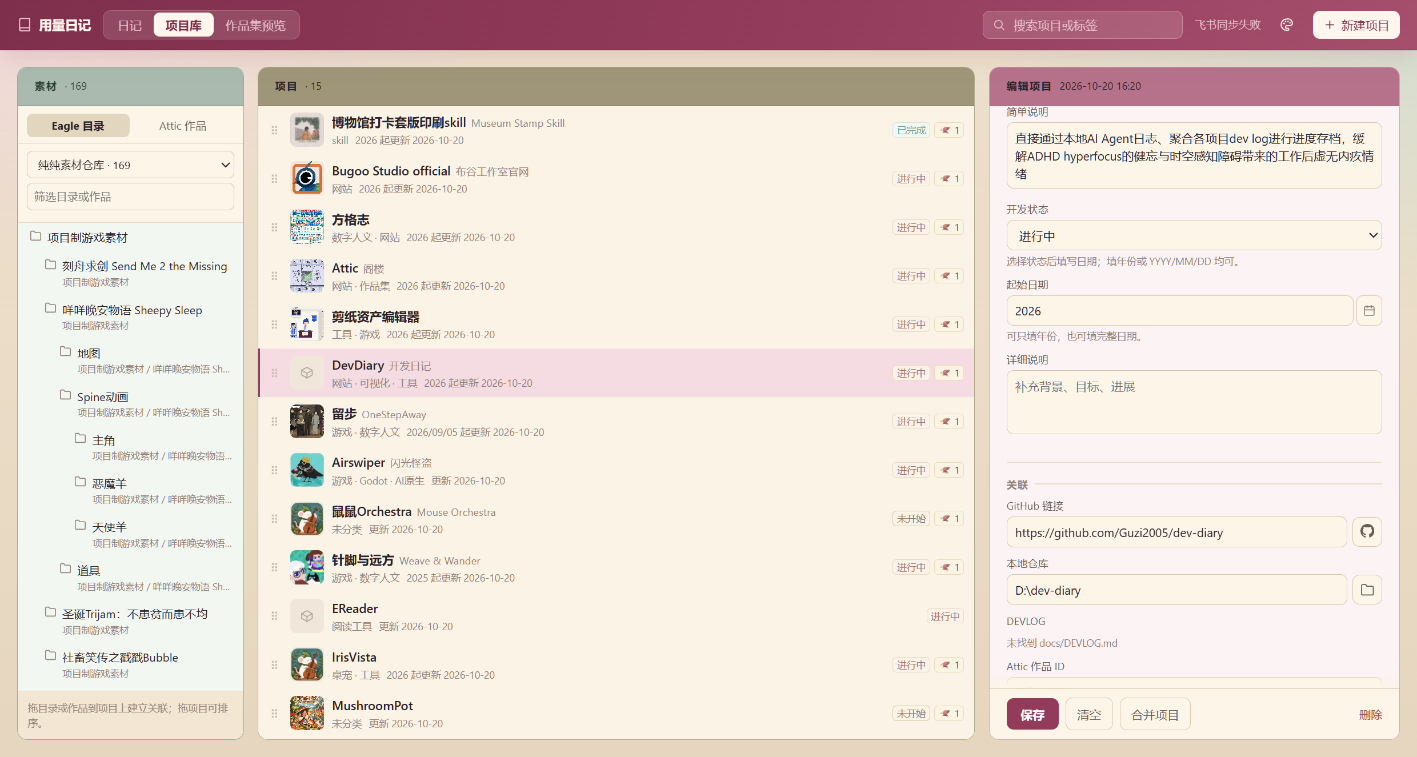 用量日记
日记
项目库
作品集预览
搜索项目或标签
飞书同步失败
+ 新建项目
素材 · 169
Eagle 目录
Attic 作品
纯纯素材仓库 · 169
筛选目录或作品
项目制游戏素材
刻舟求剑 Send Me 2 the Missing
项目制游戏素材
咩咩晚安物语 Sheepy Sleep
项目制游戏素材
地图
项目制游戏素材 / 咩咩晚安物语 Sh...
Spine动画
项目制游戏素材 / 咩咩晚安物语 Sh...
主角
项目制游戏素材 / 咩咩晚安物语...
恶魔羊
项目制游戏素材 / 咩咩晚安物语...
天使羊
项目制游戏素材 / 咩咩晚安物语...
道具
项目制游戏素材 / 咩咩晚安物语 Sh...
圣诞Trijam：不患贫而患不均
项目制游戏素材
社畜笑传之戳戳Bubble
项目制游戏素材
拖目录或作品到项目上建立关联；拖项目可排
序。
项目 · 15
博物馆打卡套版印刷skill Museum Stamp Skill
skill 2026 起更新 2026-10-20
已完成 1
Bugoo Studio official 布谷工作室官网
网站 2026 起更新 2026-10-20
进行中 1
方格志
数字人文 · 网站 2026 起更新 2026-10-20
进行中 1
Attic 阁楼
网站 · 作品集 2026 起更新 2026-10-20
进行中 1
剪纸资产编辑器
工具 · 游戏 2026 起更新 2026-10-20
进行中 1
DevDiary 开发日记
网站 · 可视化 · 工具 2026 起更新 2026-10-20
进行中 1
留步 OneStepAway
游戏 · 数字人文 2026/09/05 起更新 2026-10-20
进行中 1
Airswiper 闪光怪盗
游戏 · Godot · AI原生 更新 2026-10-20
进行中 1
鼠鼠Orchestra Mouse Orchestra
未分类 更新 2026-10-20
未开始 1
针脚与远方 Weave & Wander
游戏 · 数字人文 2025 起更新 2026-10-20
进行中 1
EReader
阅读工具 更新 2026-10-20
进行中
IrisVista
桌宠 · 工具 2026 起更新 2026-10-20
进行中 1
MushroomPot
未分类 更新 2026-10-20
未开始 1
编辑项目 2026-10-20 16:20
简单说明
直接通过本地AI Agent日志、聚合各项目dev log进行进度存档，缓
解ADHD hyperfocus的健忘与时空感知障碍带来的工作后虚无内疚情
绪
开发状态
进行中
选择状态后填写日期；填年份或 YYYY/MM/DD 均可。
起始日期
2026
可只填年份，也可填完整日期。
详细说明
补充背景、目标、进展
关联
GitHub 链接
https://github.com/Guzi2005/dev-diary
本地仓库
D:\dev-diary
DEVLOG
未找到 docs/DEVLOG.md
Attic 作品 ID
保存
清空
合并项目
删除